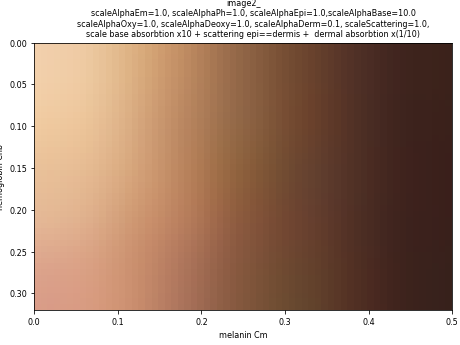 image2_
scaleAlphaEm=1.0, scaleAlphaPh=1.0, scaleAlphaEpi=1.0,scaleAlphaBase=10.0
scaleAlphaOxy=1.0, scaleAlphaDeoxy=1.0, scaleAlphaDerm=0.1, scaleScattering=1.0,
scale base absorbtion x10 + scattering epi==dermis + dermal absorbtion x(1/10)
0.00
0.05
0.10
0.15
0.20
0.25
0.30
0.0 0.1 0.2 0.3 0.4 0.5
melanin Cm